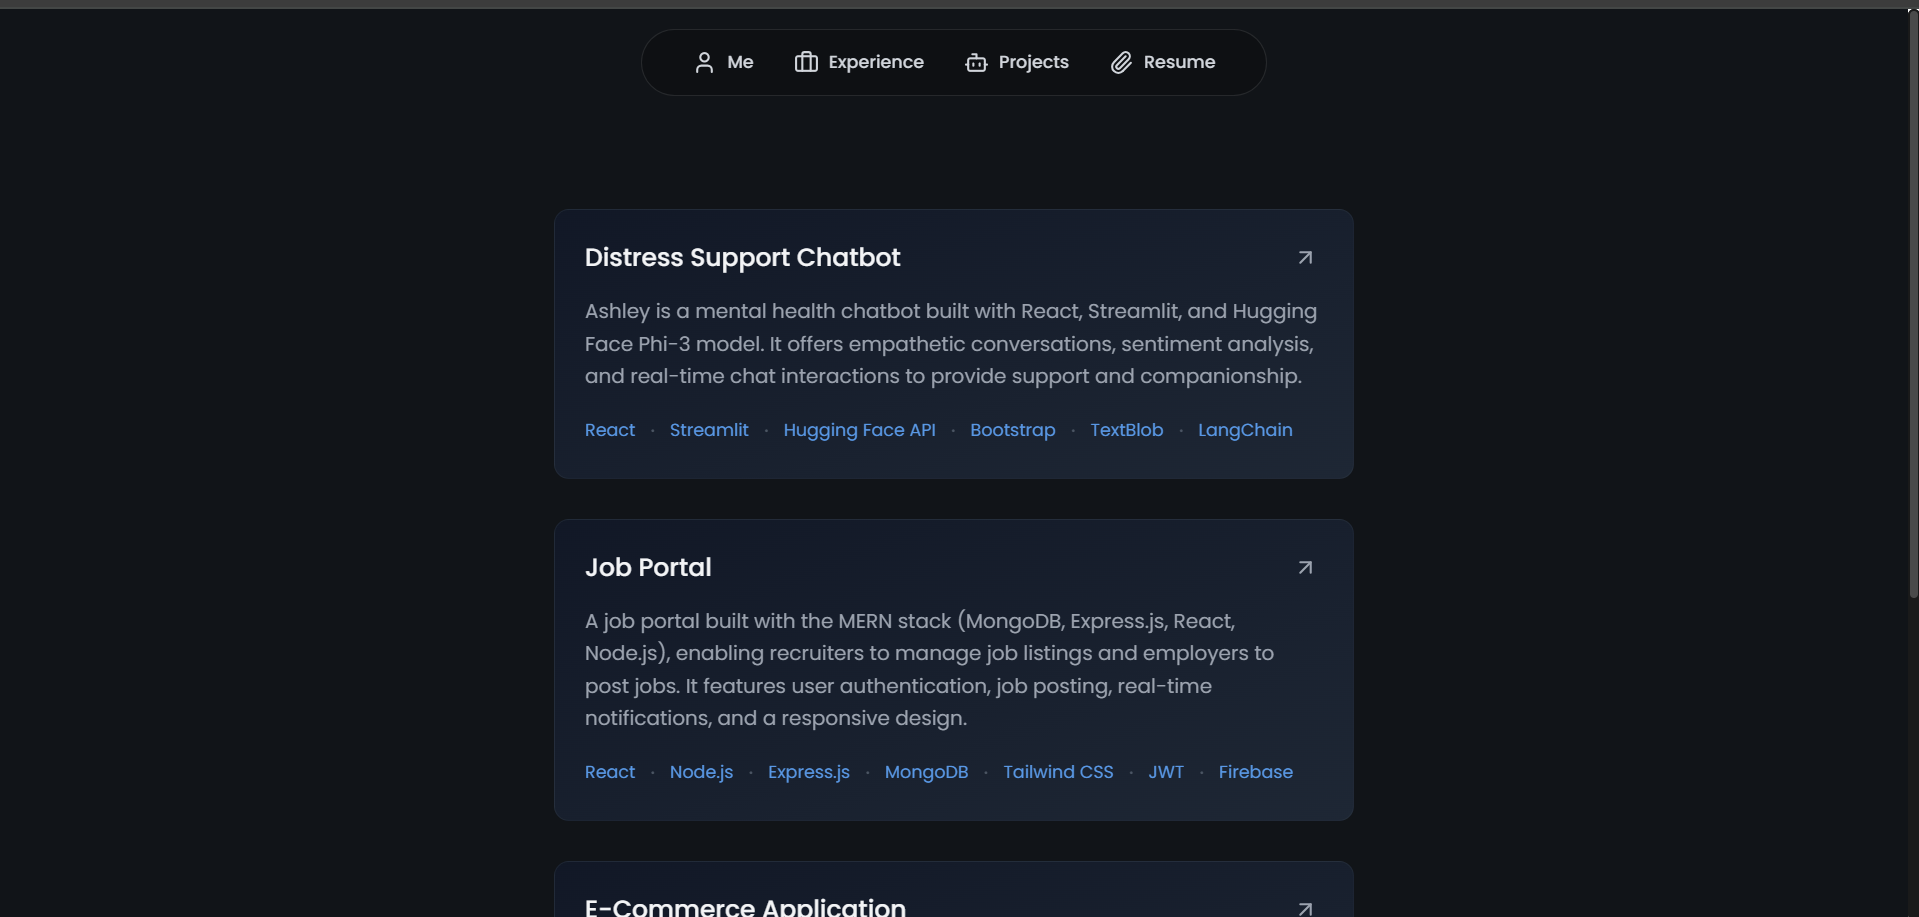 Me Experience Projects Resume
Distress Support Chatbot
Ashley is a mental health chatbot built with React, Streamlit, and Hugging
Face Phi-3 model. It offers empathetic conversations, sentiment analysis,
and real-time chat interactions to provide support and companionship.
React · Streamlit · Hugging Face API · Bootstrap · TextBlob · LangChain
Job Portal
A job portal built with the MERN stack (MongoDB, Express.js, React,
Node.js), enabling recruiters to manage job listings and employers to
post jobs. It features user authentication, job posting, real-time
notifications, and a responsive design.
React · Node.js · Express.js · MongoDB · Tailwind CSS · JWT · Firebase
E-Commerce Application